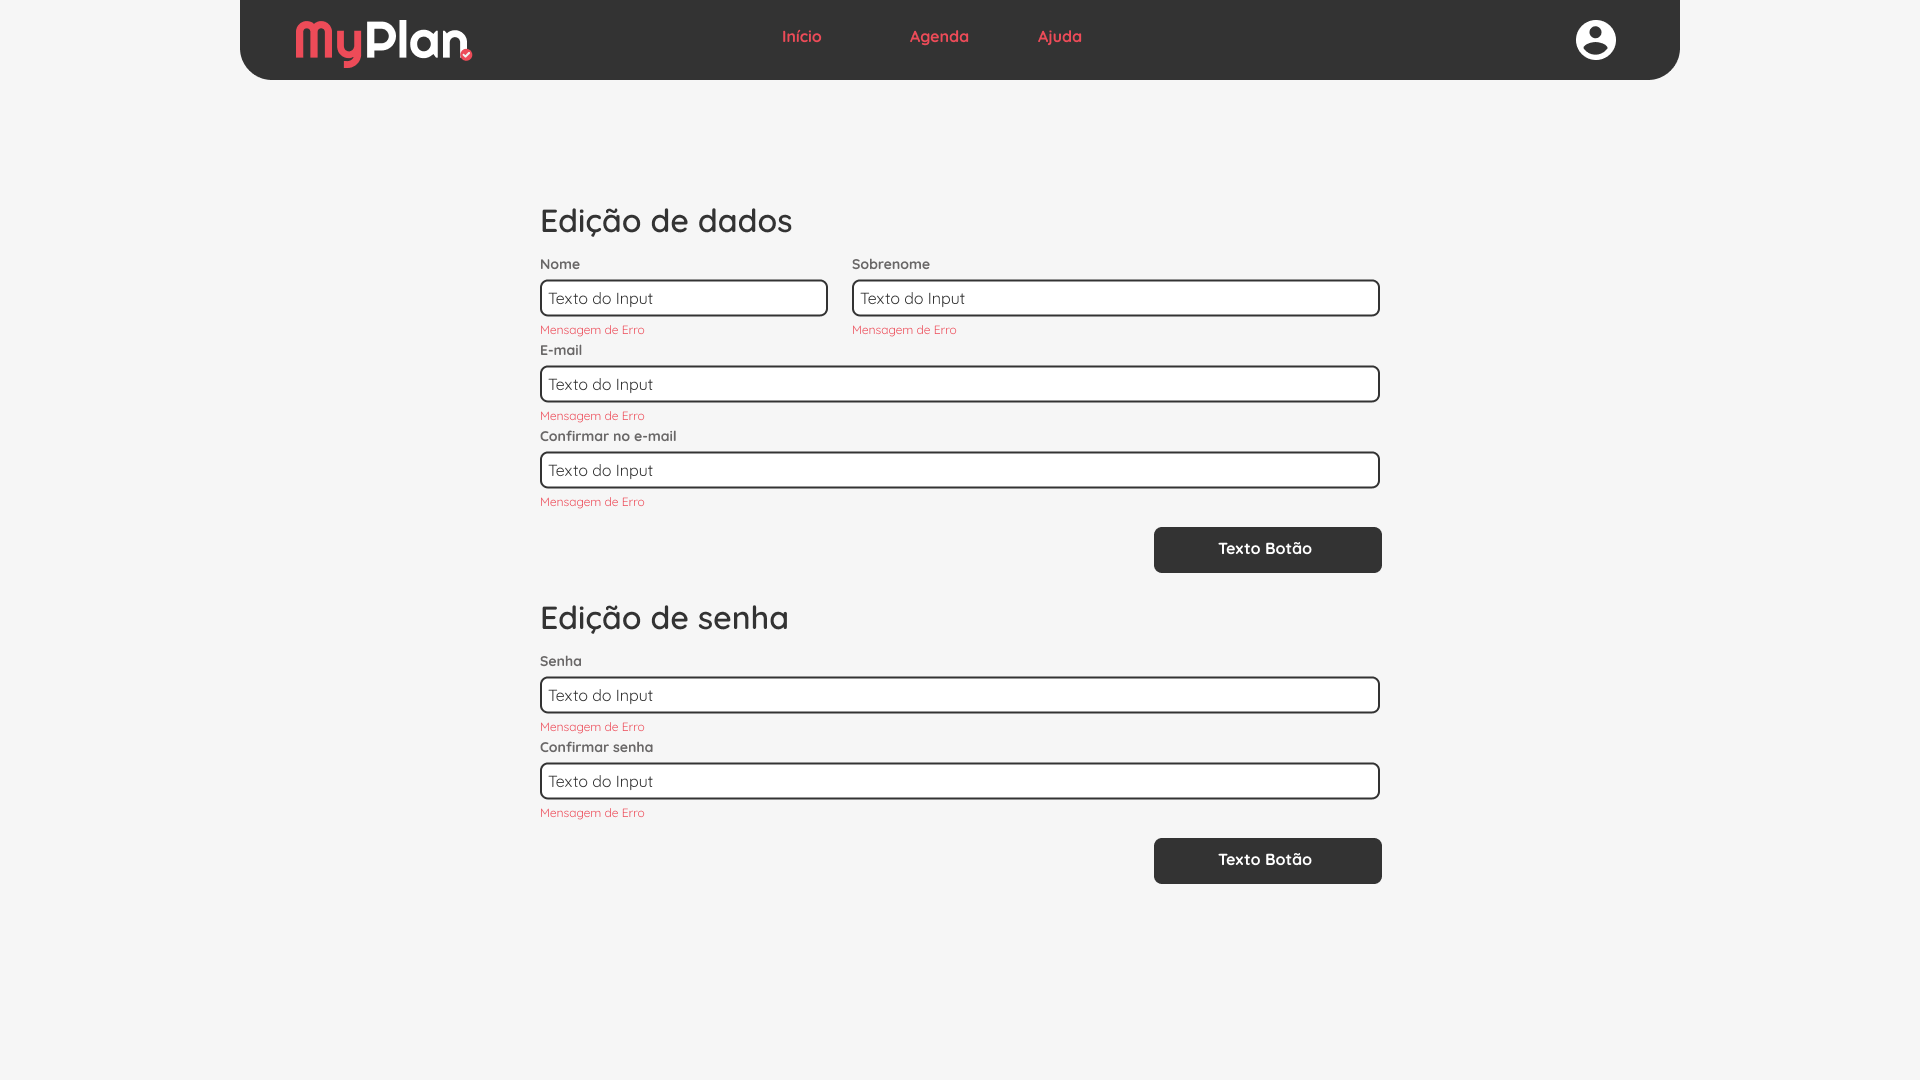 MyPlan
Início Agenda Ajuda
Edição de dados
Nome Sobrenome
Texto do Input Texto do Input
Mensagem de Erro Mensagem de Erro
E-mail
Texto do Input
Mensagem de Erro
Confirmar no e-mail
Texto do Input
Mensagem de Erro
Texto Botão
Edição de senha
Senha
Texto do Input
Mensagem de Erro
Confirmar senha
Texto do Input
Mensagem de Erro
Texto Botão